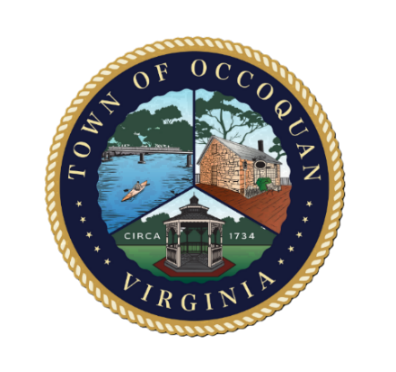 TOWN OF OCCOQUAN
CIRCA 1734
VIRGINIA